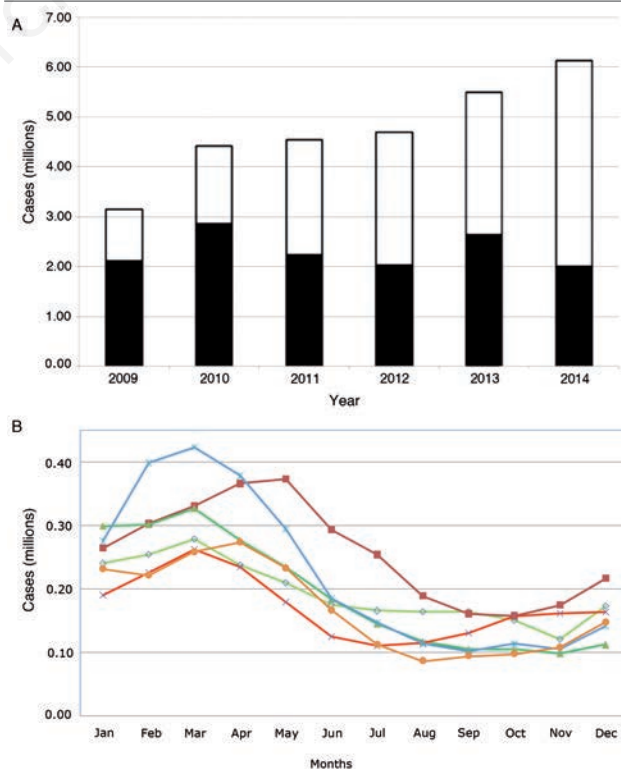 A
7.00
6.00
5.00
4.00
3.00
2.00
1.00
0.00
Cases (millions)
2009 2010 2011 2012 2013 2014
Year
B
0.40
0.30
0.20
0.10
0.00
Cases (millions)
Jan Feb Mar Apr May Jun Jul Aug Sep Oct Nov Dec
Months